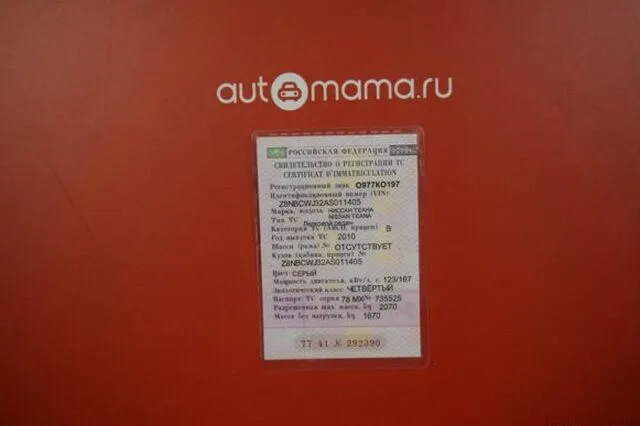 automama.ru
РОССИЙСКАЯ ФЕДЕРАЦИЯ
СВИДЕТЕЛЬСТВО О РЕГИСТРАЦИИ ТС
CERTIFICAT D'IMMATRICULATION
Регистрационный знак О977КО197
Идентификационный номер (VIN)
Z8NBCWJ32AS011405
Марка, модель НИССАН ТЕАНА
NISSAN TEANA
Тип ТС Легковой седан
Категория ТС (ABCD, прицеп) B
Год выпуска ТС 2010
Шасси (рама) № ОТСУТСТВУЕТ
Кузов (кабина, прицеп) №
Z8NBCWJ32AS011405
Цвет СЕРЫЙ
Мощность двигателя, кВт/л. с. 123/167
Экологический класс ЧЕТВЕРТЫЙ
Паспорт ТС серия 78 МХ № 735525
Разрешенная max масса, kg 2070
Масса без нагрузки, kg 1670
77 41 № 292390